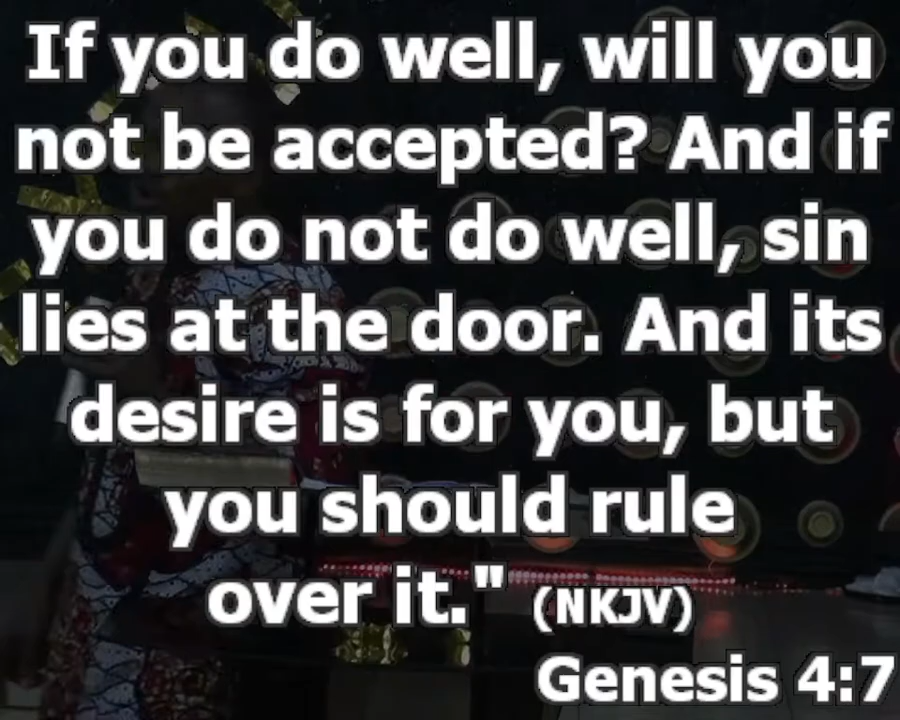 If you do well, will you
not be accepted? And if
you do not do well, sin
lies at the door. And its
desire is for you, but
you should rule
over it." (NKJV)
Genesis 4:7